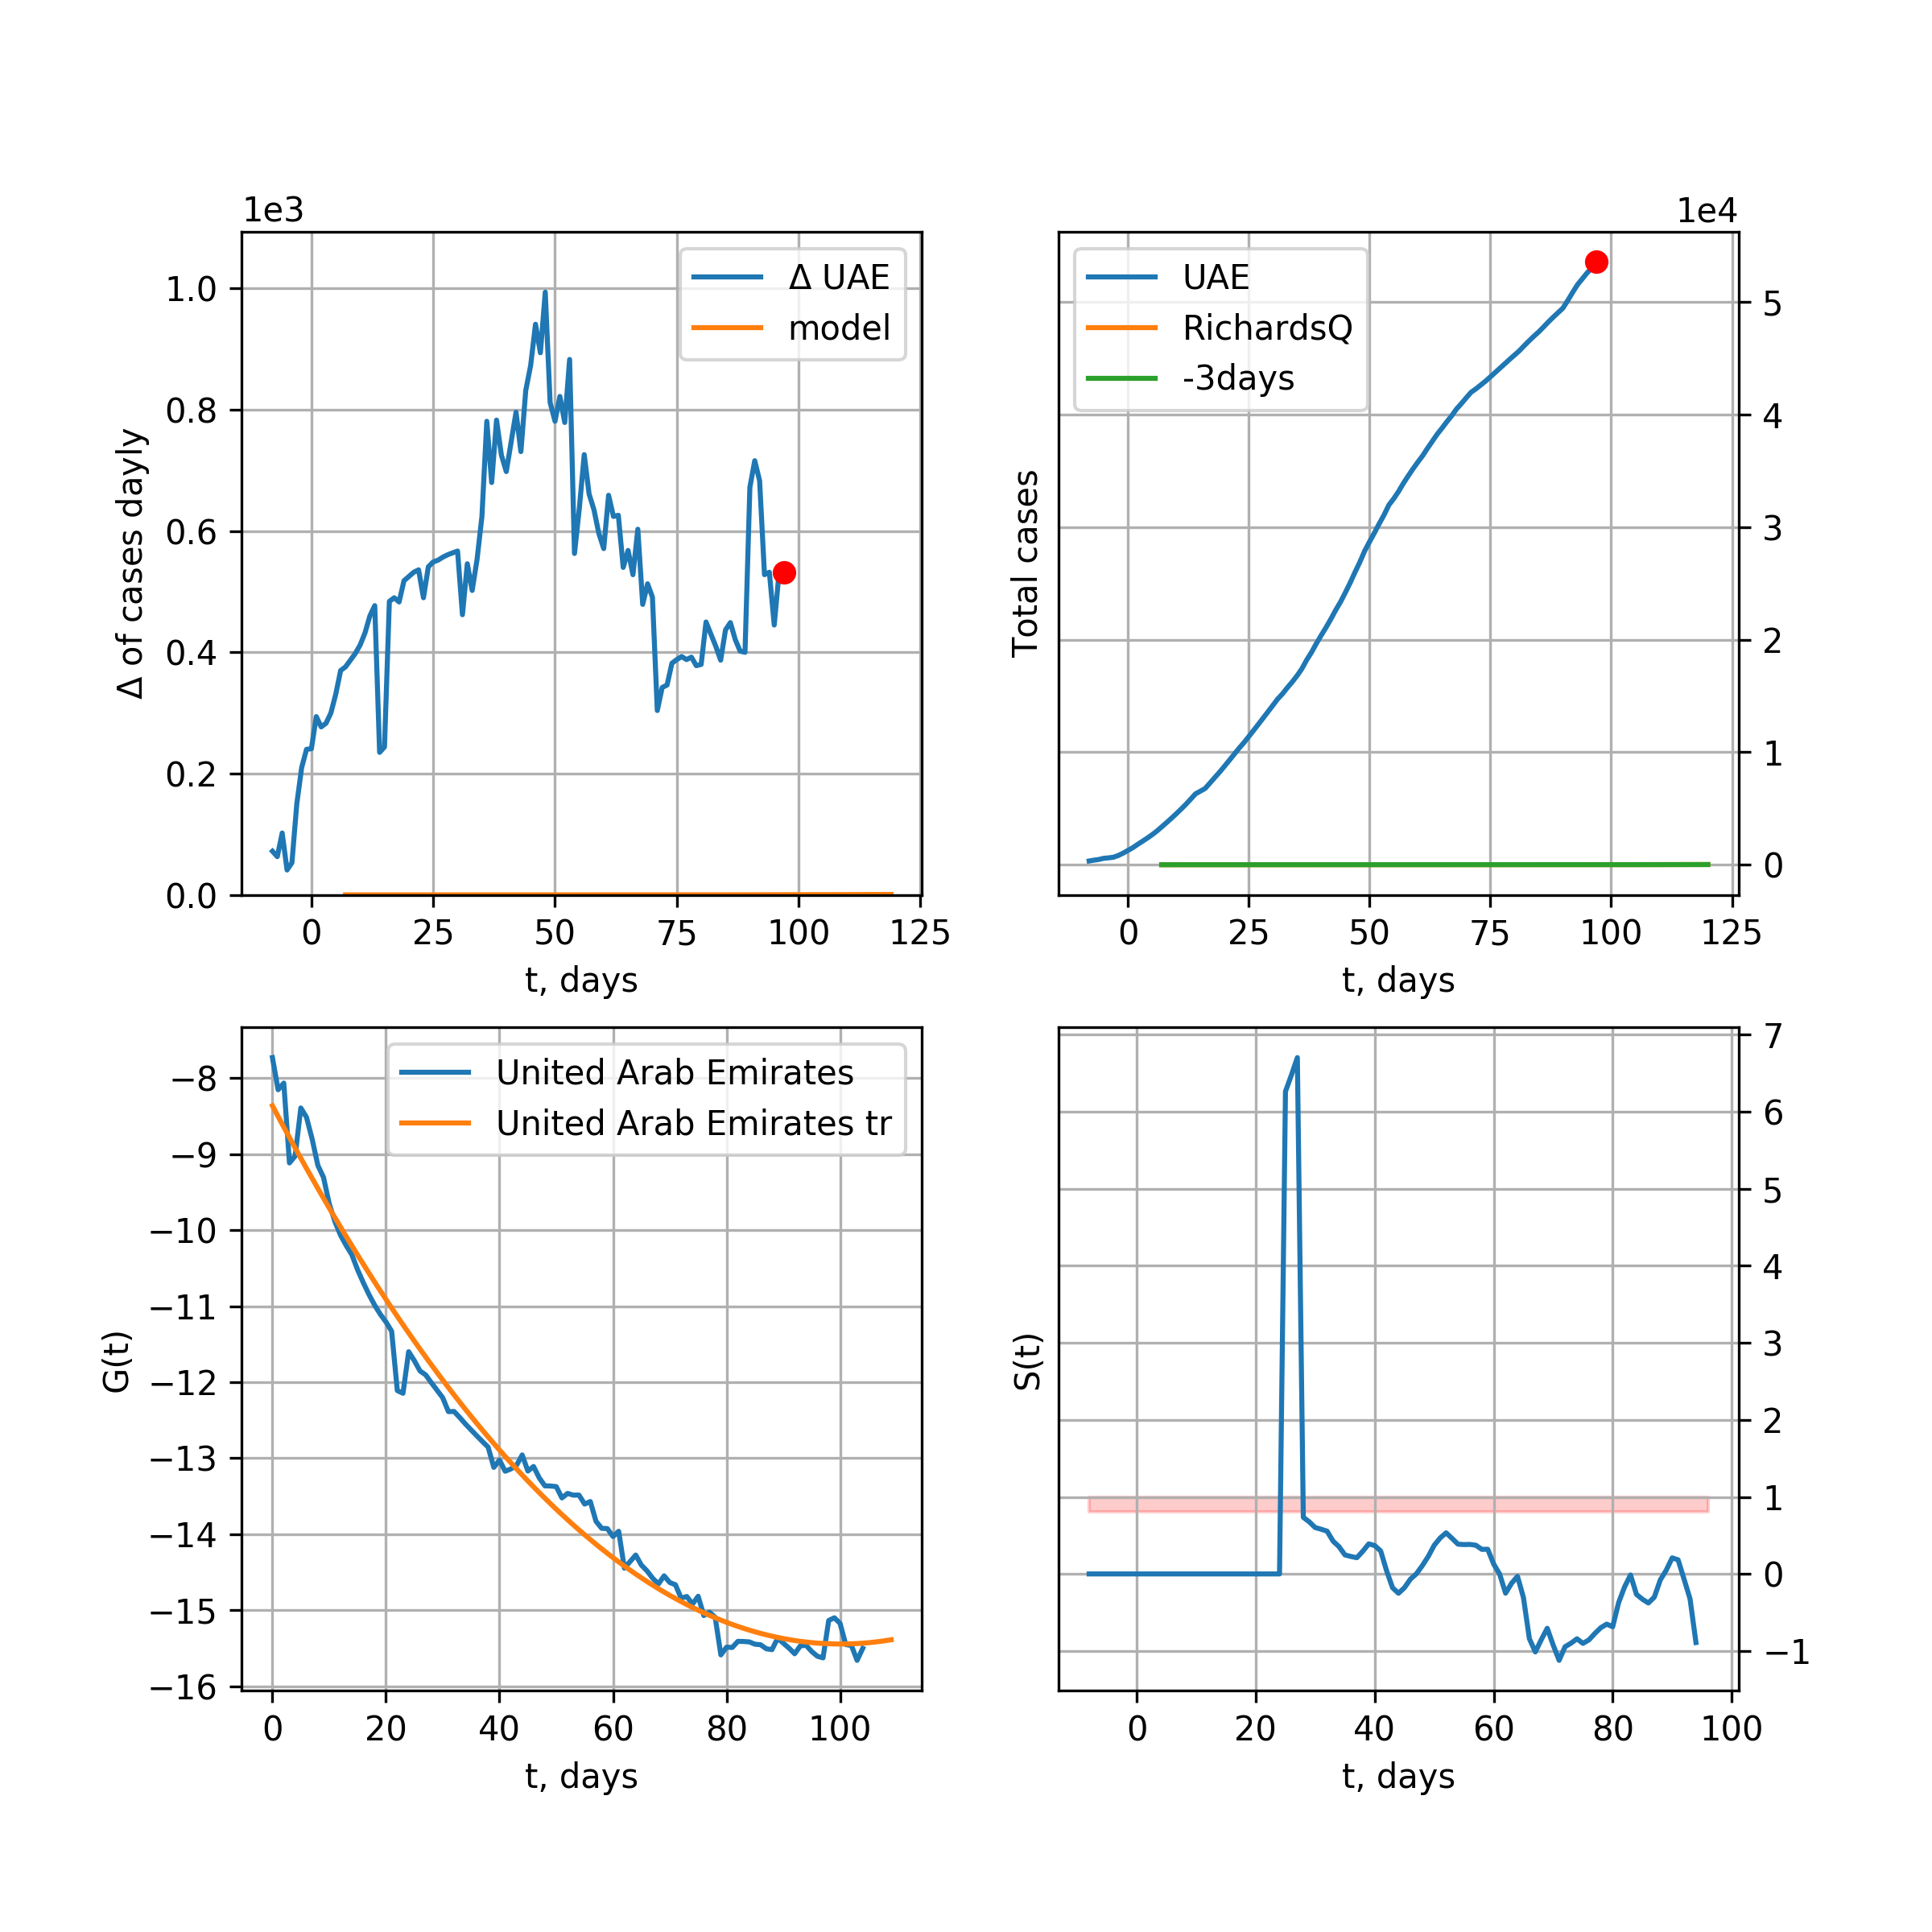 1e3
Δ of cases dayly
1.0
0.8
0.6
0.4
0.2
0.0
Δ UAE
model
0 25 50 75 100 125
t, days
1e4
Total cases
UAE
RichardsQ
-3days
5
4
3
2
1
0
0 25 50 75 100 125
t, days
G(t)
−8
−9
−10
−11
−12
−13
−14
−15
−16
United Arab Emirates
United Arab Emirates tr
0 20 40 60 80 100
t, days
S(t)
7
6
5
4
3
2
1
0
−1
0 20 40 60 80 100
t, days